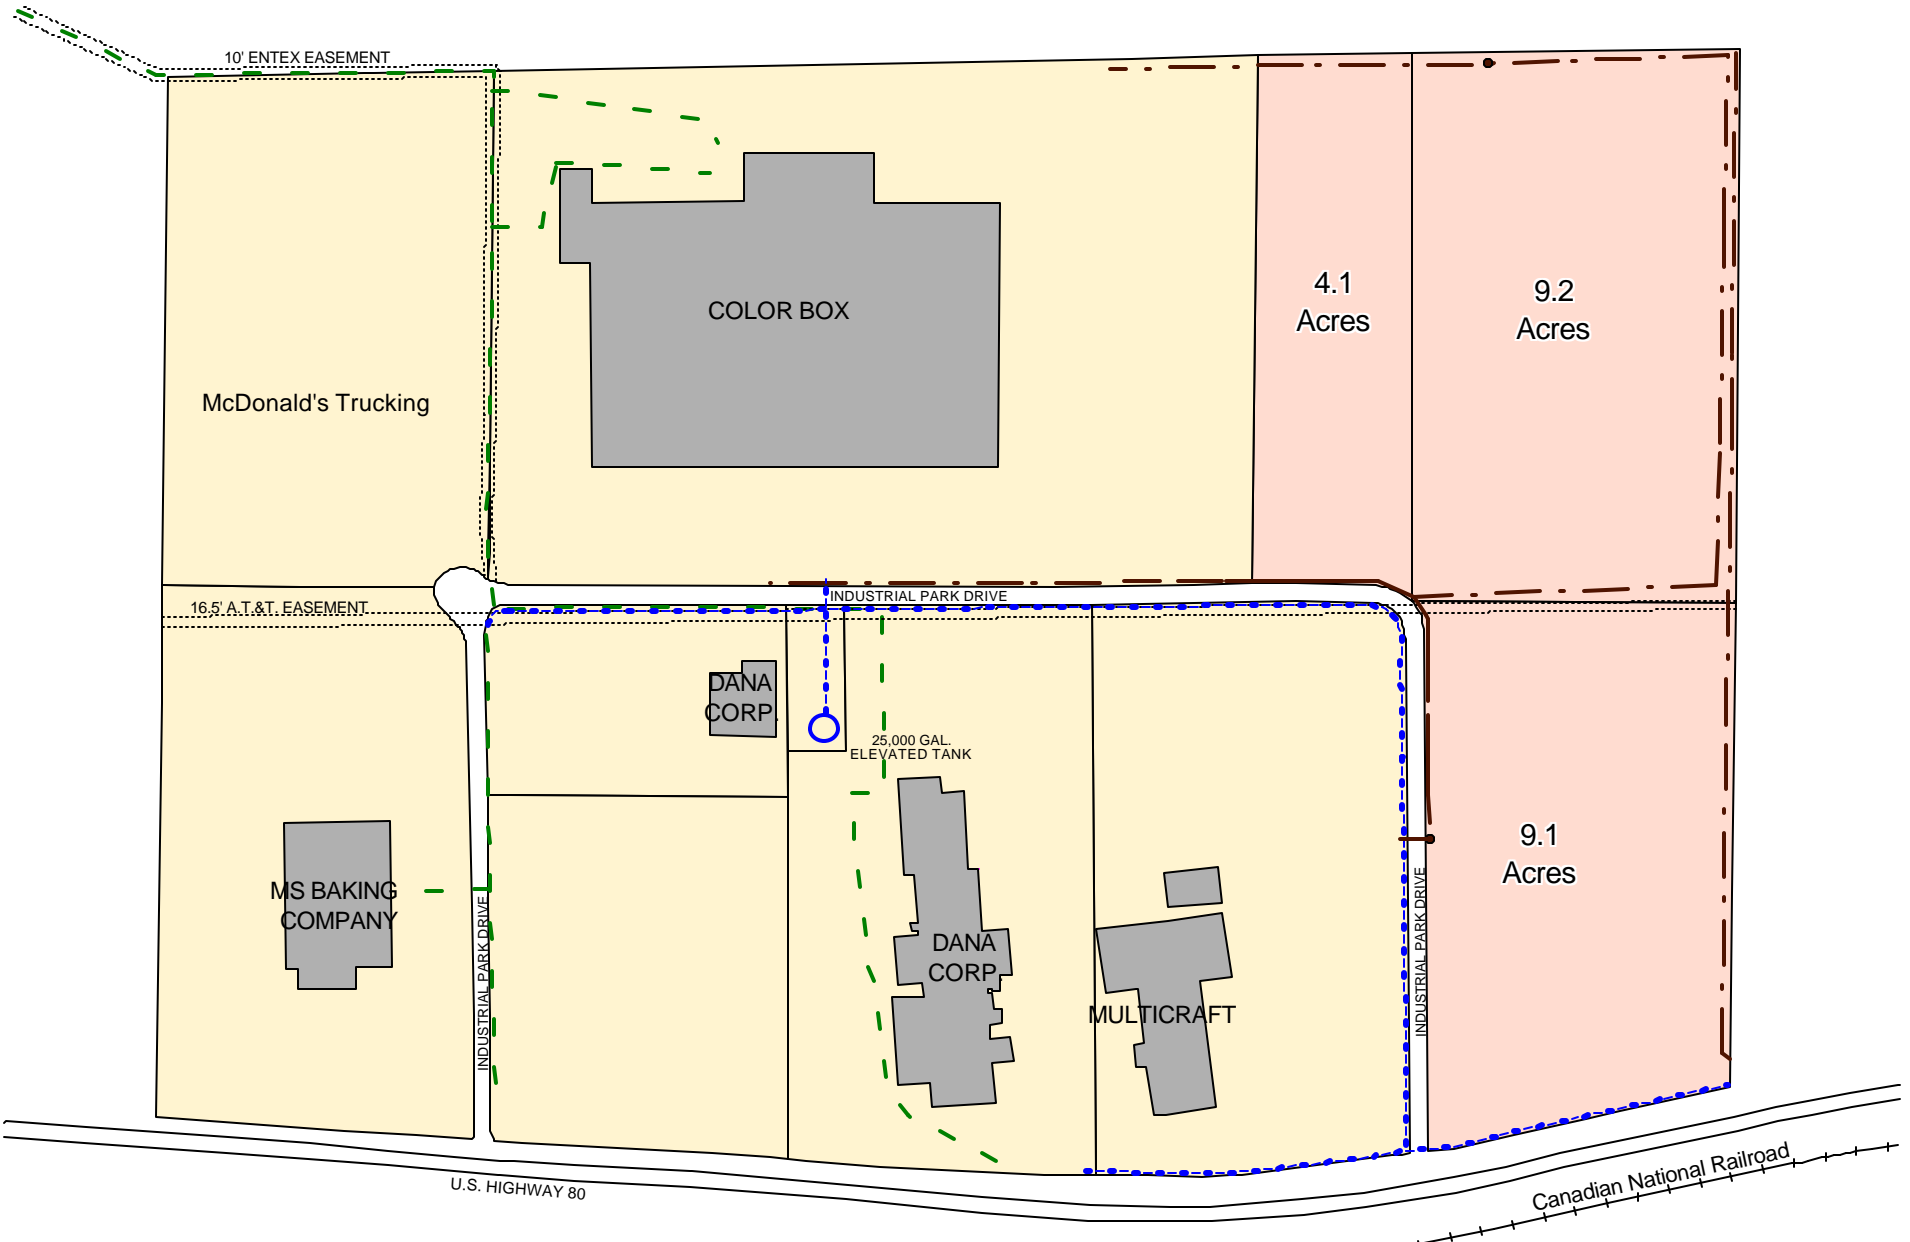 10' ENTEX EASEMENT
4.1
Acres
9.2
Acres
COLOR BOX
McDonald's Trucking
INDUSTRIAL PARK DRIVE
16.5' A.T.&T. EASEMENT
DANA
CORP.
25,000 GAL.
ELEVATED TANK
9.1
Acres
MS BAKING
COMPANY
INDUSTRIAL PARK DRIVE
DANA
CORP.
MULTICRAFT
INDUSTRIAL PARK DRIVE
U.S. HIGHWAY 80
Canadian National Railroad